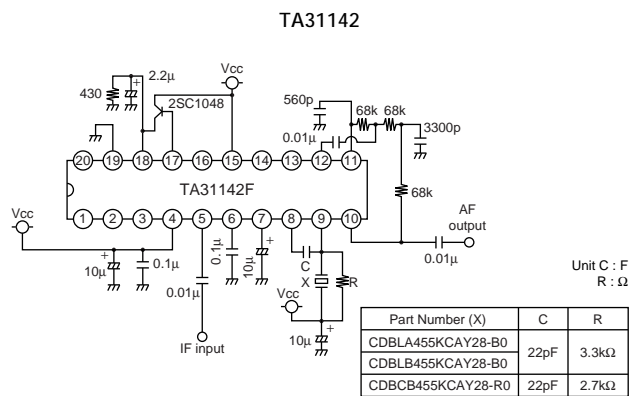 TA31142
Vcc
2.2μ
+
430
2SC1048
560p
68k 68k
0.01μ
3300p
20 19 18 17 16 15 14 13 12 11
TA31142F
68k
1 2 3 4 5 6 7 8 9 10
Vcc
AF
output
+
10μ
0.1μ
0.01μ
0.1μ
10μ
+
C
X
R
0.01μ
Vcc
10μ
+
IF input
Unit C : F
R : Ω
Part Number (X) C R
CDBLA455KCAY28-B0 22pF 3.3kΩ
CDBLB455KCAY28-B0
CDBCB455KCAY28-R0 22pF 2.7kΩ